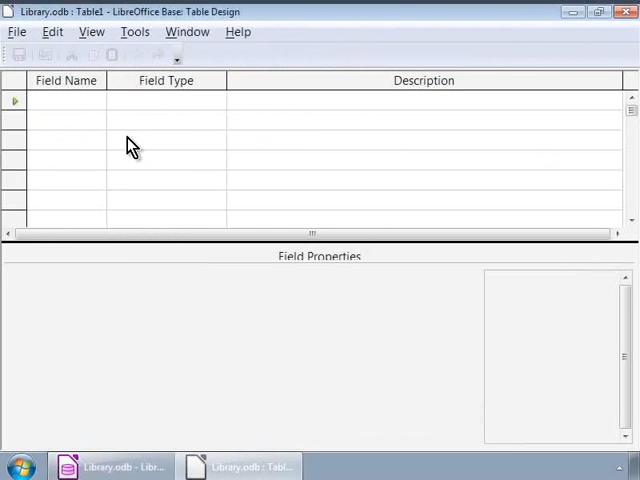 Library.odb : Table1 - LibreOffice Base: Table Design
File Edit View Tools Window Help
Field Name Field Type Description
Field Properties
Library.odb - Libr... Library.odb : Tabl...